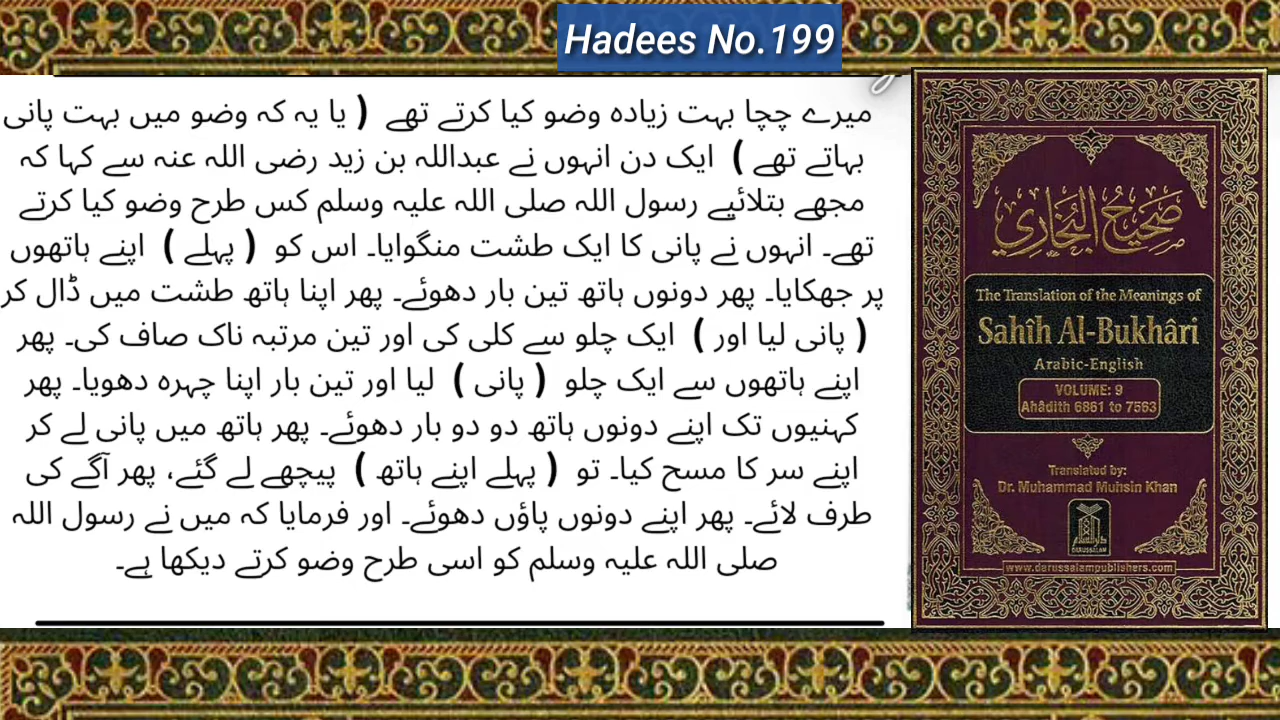 Hadees No.199
میرے چچا بہت زیادہ وضو کیا کرتے تھے ( یا یہ کہ وضو میں بہت پانی
بہاتے تھے ) ایک دن انہوں نے عبداللہ بن زید رضی اللہ عنہ سے کہا کہ
مجھے بتلائیے رسول اللہ صلی اللہ علیہ وسلم کس طرح وضو کیا کرتے
تھے۔ انہوں نے پانی کا ایک طشت منگوایا۔ اس کو ( پہلے ) اپنے ہاتھوں
پر جھکایا۔ پھر دونوں ہاتھ تین بار دھوئے۔ پھر اپنا ہاتھ طشت میں ڈال کر
( پانی لیا اور ) ایک چلو سے کلی کی اور تین مرتبہ ناک صاف کی۔ پھر
اپنے ہاتھوں سے ایک چلو ( پانی ) لیا اور تین بار اپنا چہرہ دھویا۔ پھر
کہنیوں تک اپنے دونوں ہاتھ دو دو بار دھوئے۔ پھر ہاتھ میں پانی لے کر
اپنے سر کا مسح کیا۔ تو ( پہلے اپنے ہاتھ ) پیچھے لے گئے، پھر آگے کی
طرف لائے۔ پھر اپنے دونوں پاؤں دھوئے۔ اور فرمایا کہ میں نے رسول اللہ
صلی اللہ علیہ وسلم کو اسی طرح وضو کرتے دیکھا ہے۔
صحيح البخاري
The Translation of the Meanings of
Sahîh Al-Bukhâri
Arabic-English
VOLUME: 9
Ahâdith 6861 to 7563
Translated by:
Dr. Muhammad Muhsin Khan
DARUSSALAM
www.darussalampublishers.com